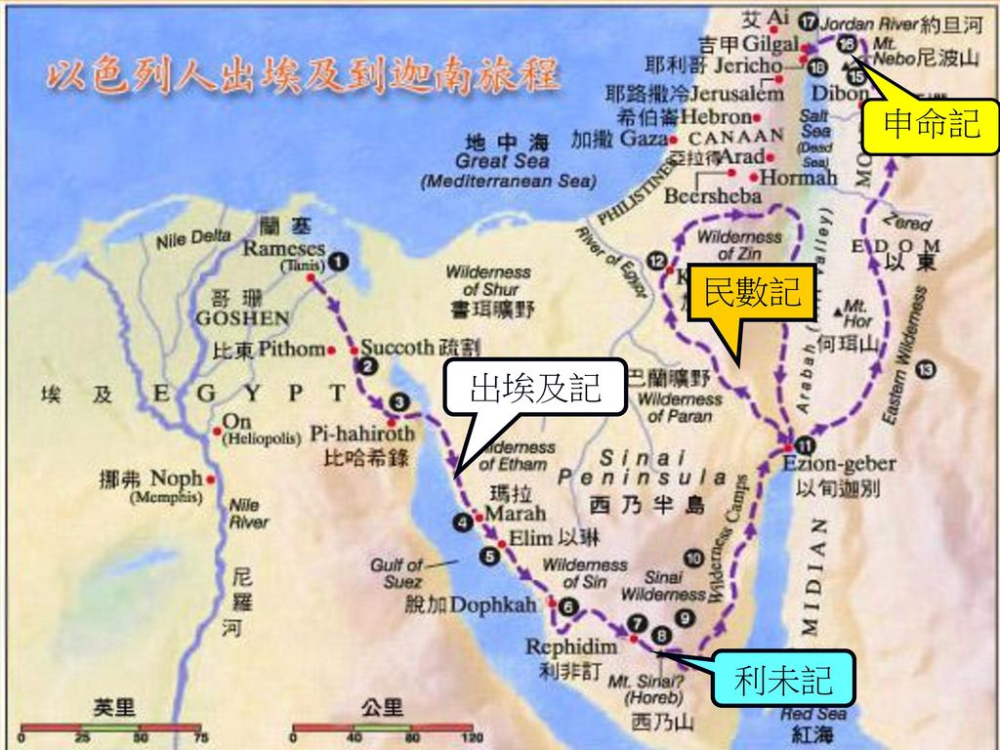 以色列人出埃及到迦南旅程
艾 Ai
17
Jordan River 約旦河
吉甲 Gilgal
16
Mt.
Nebo 尼波山
耶利哥 Jericho
18
15
耶路撒冷 Jerusalem
Dibon
申命記
希伯崙 Hebron
Salt
Sea
(Dead
Sea)
地中海
Great Sea
(Mediterranean Sea)
加撒 Gaza
CANAAN
亞拉得 Arad
Hormah
Beersheba
PHILISTINES
Zered
EDOM
以東
Nile Delta
蘭塞
Rameses
(Tanis)
1
River of Egypt
Wilderness
of Zin
12
民數記
Wilderness
of Shur
書珥曠野
哥珊
GOSHEN
Mt.
Hor
何珥山
比東 Pithom
Succoth 疏割
2
Eastern Wilderness
13
出埃及記
巴蘭曠野
Wilderness
of Paran
埃及 EGYPT
3
On
(Heliopolis)
Pi-hahiroth
比哈希錄
of Etham
Sinai
Peninsula
西乃半島
11
Ezion-geber
以旬迦別
挪弗 Noph
(Memphis)
Nile
River
尼羅河
瑪拉
Marah
4
Elim 以琳
5
Gulf of
Suez
Wilderness
of Sin
10
Sinai
Wilderness
Wilderness Camps
MIDIAN
脫加 Dophkah
6
7
8
9
Rephidim
利非訂
Mt. Sinai?
(Horeb)
西乃山
利未記
Red Sea
紅海
英里
0 25 50 75
公里
0 40 80 120